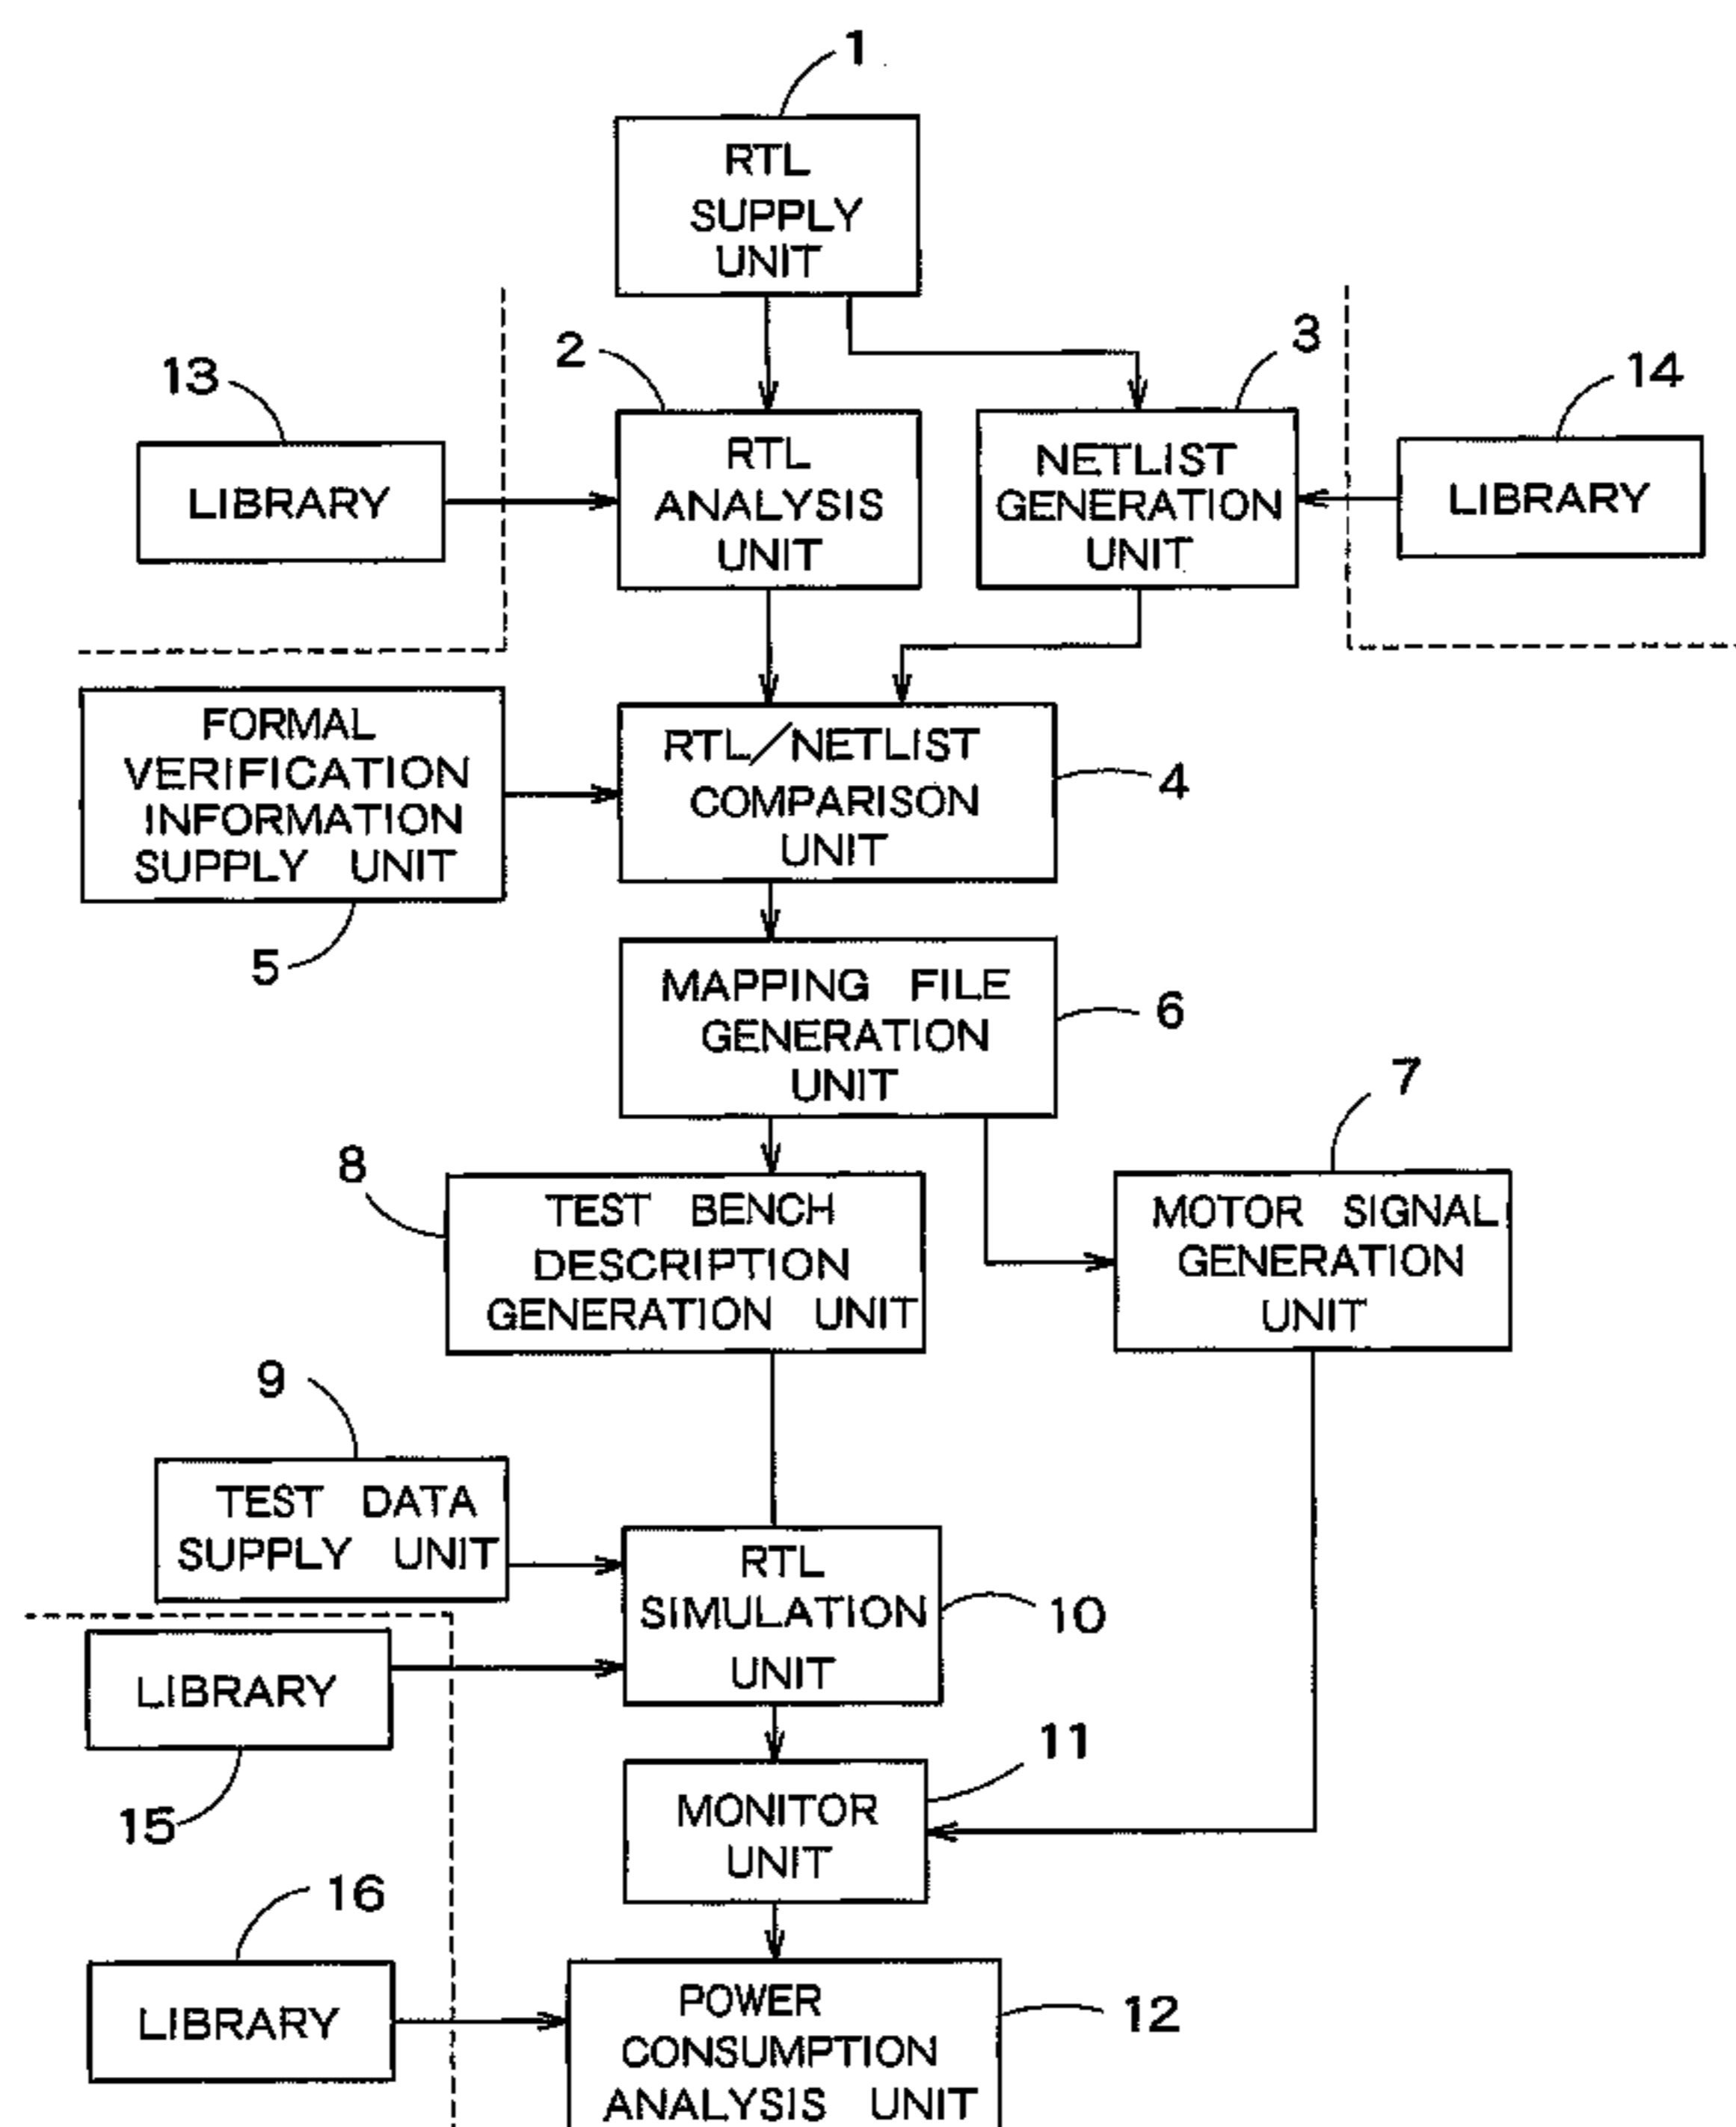 1
RTL
SUPPLY
UNIT
2
3
13
14
LIBRARY
RTL
ANALYSIS
UNIT
NETLIST
GENERATION
UNIT
LIBRARY
FORMAL
VERIFICATION
INFORMATION
SUPPLY UNIT
5
RTL/NETLIST
COMPARISON
UNIT
4
MAPPING FILE
GENERATION
UNIT
6
7
8
TEST BENCH
DESCRIPTION
GENERATION UNIT
MOTOR SIGNAL
GENERATION
UNIT
9
TEST DATA
SUPPLY UNIT
RTL
SIMULATION
UNIT
10
LIBRARY
15
11
MONITOR
UNIT
16
LIBRARY
POWER
CONSUMPTION
ANALYSIS UNIT
12